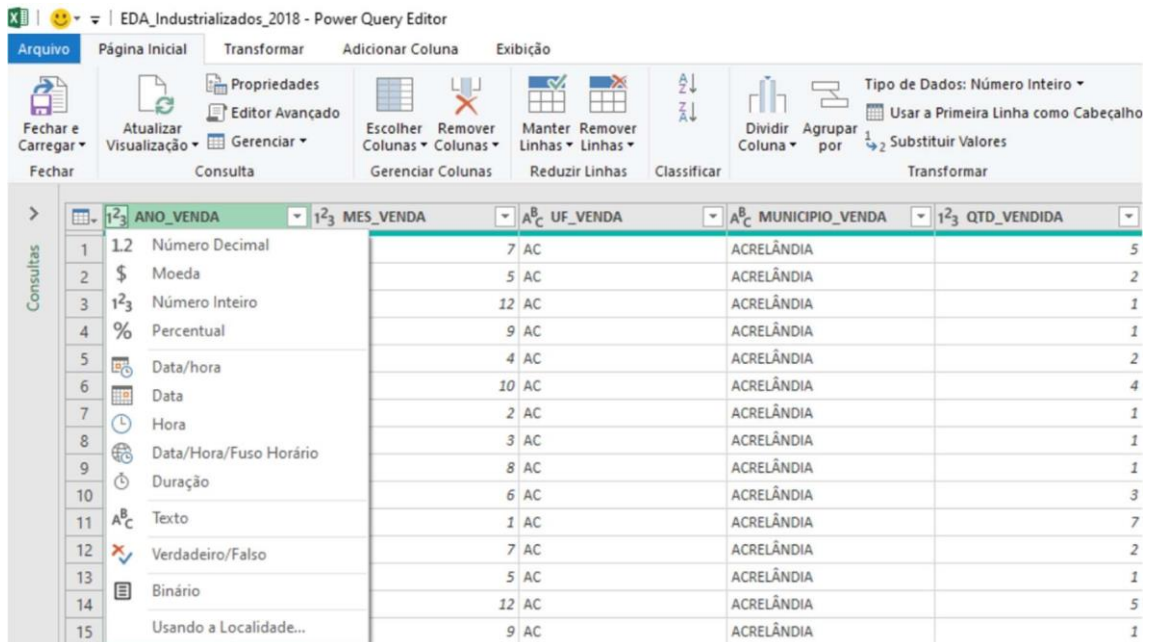 EDA_Industrializados_2018 - Power Query Editor
Arquivo Página Inicial Transformar Adicionar Coluna Exibição
Fechar e Carregar
Fechar
Atualizar Visualização
Propriedades
Editor Avançado
Gerenciar
Consulta
Escolher Colunas
Remover Colunas
Gerenciar Colunas
Manter Linhas
Remover Linhas
Reduzir Linhas
Classificar
Dividir Coluna
Agrupar por
Tipo de Dados: Número Inteiro
Usar a Primeira Linha como Cabeçalho
Substituir Valores
Transformar
Consultas
ANO_VENDA MES_VENDA UF_VENDA MUNICIPIO_VENDA QTD_VENDIDA
1 7 AC ACRELÂNDIA 5
2 5 AC ACRELÂNDIA 2
3 12 AC ACRELÂNDIA 1
4 9 AC ACRELÂNDIA 1
5 4 AC ACRELÂNDIA 2
6 10 AC ACRELÂNDIA 4
7 2 AC ACRELÂNDIA 1
8 3 AC ACRELÂNDIA 1
9 8 AC ACRELÂNDIA 1
10 6 AC ACRELÂNDIA 3
11 1 AC ACRELÂNDIA 7
12 7 AC ACRELÂNDIA 2
13 5 AC ACRELÂNDIA 1
14 12 AC ACRELÂNDIA 5
15 9 AC ACRELÂNDIA 1
1.2 Número Decimal
$ Moeda
123 Número Inteiro
% Percentual
Data/hora
Data
Hora
Data/Hora/Fuso Horário
Duração
ABC Texto
Verdadeiro/Falso
Binário
Usando a Localidade...